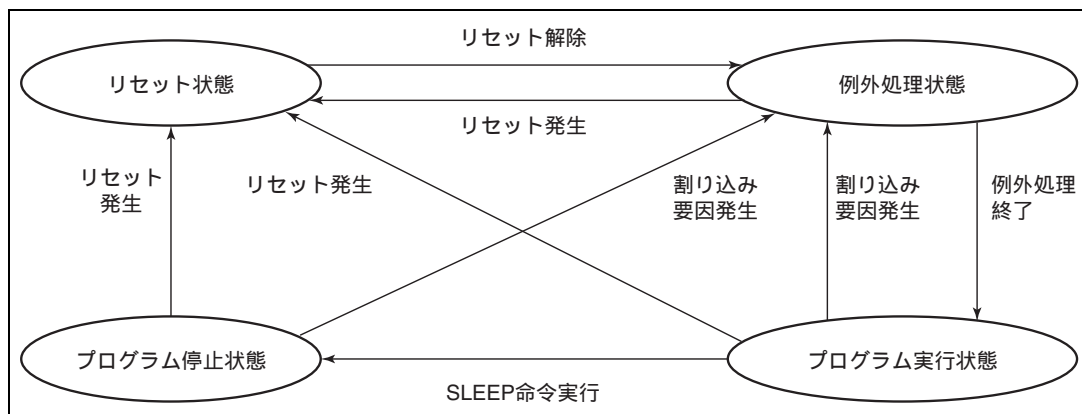 リセット解除
リセット状態
例外処理状態
リセット発生
リセット
発生
リセット発生
割り込み
要因発生
割り込み
要因発生
例外処理
終了
プログラム停止状態
プログラム実行状態
SLEEP命令実行